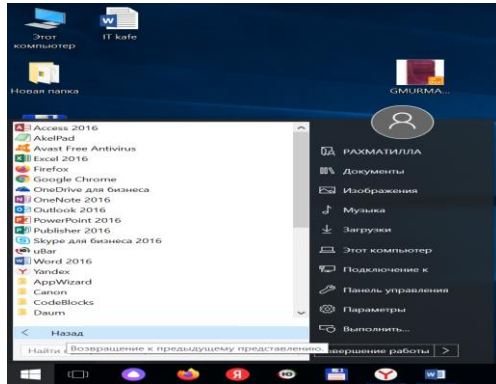 Этот
компьютер
IT kafe
Новая папка
GMURMA...
Access 2016
AkelPad
Avast Free Antivirus
Excel 2016
Firefox
Google Chrome
OneDrive для бизнеса
OneNote 2016
Outlook 2016
PowerPoint 2016
Publisher 2016
Skype для бизнеса 2016
uBar
Word 2016
Yandex
AppWizard
Canon
CodeBlocks
Daum
Назад
Найти
Возвращение к предыдущему представлению.
РАХМАТИЛЛА
Документы
Изображения
Музыка
Загрузки
Этот компьютер
Подключение к
Панель управления
Параметры
Выполнить...
авершение работы